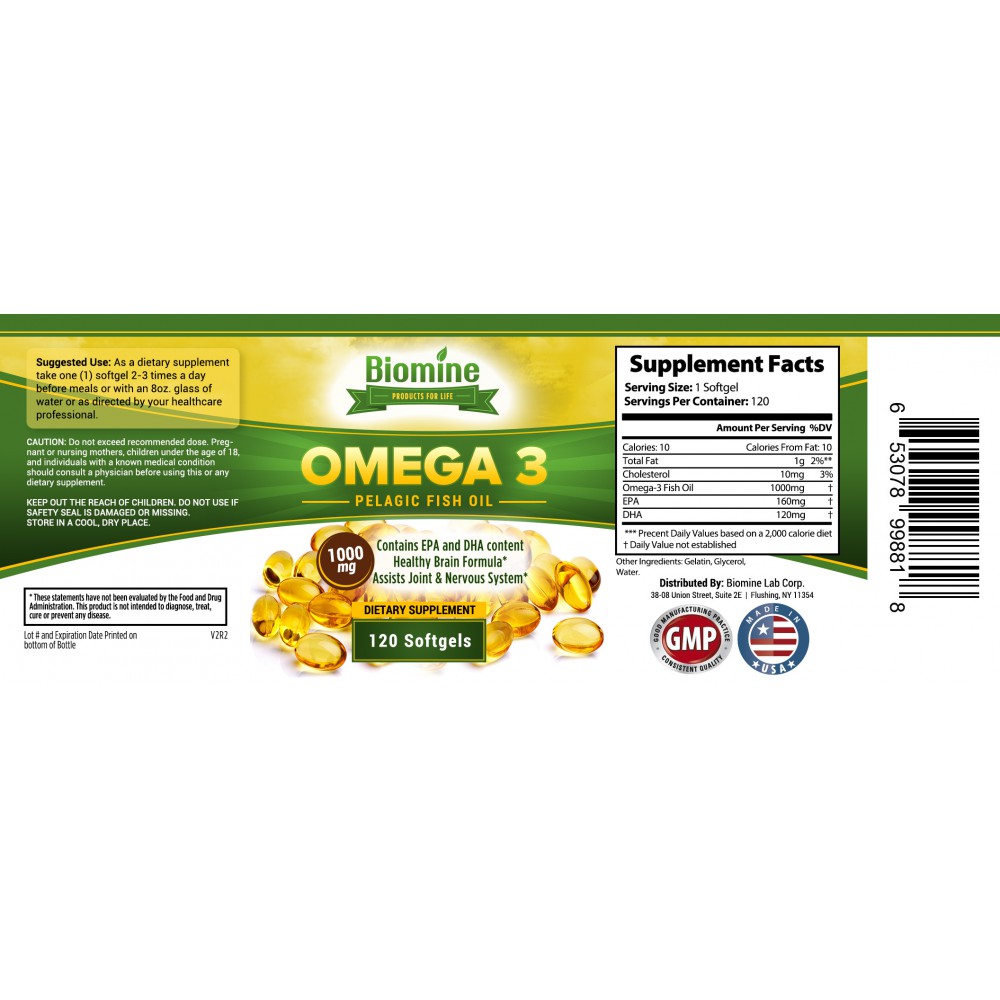 Suggested Use: As a dietary supplement
take one (1) softgel 2-3 times a day
before meals or with an 8oz. glass of
water or as directed by your healthcare
professional.
CAUTION: Do not exceed recommended dose. Preg-
nant or nursing mothers, children under the age of 18,
and individuals with a known medical condition
should consult a physician before using this or any
dietary supplement.
KEEP OUT THE REACH OF CHILDREN. DO NOT USE IF
SAFETY SEAL IS DAMAGED OR MISSING.
STORE IN A COOL, DRY PLACE.
* These statements have not been evaluated by the Food and Drug
Administration. This product is not intended to diagnose, treat,
cure or prevent any disease.
Lot # and Expiration Date Printed on
bottom of Bottle
V2R2
Biomine
PRODUCTS FOR LIFE
OMEGA 3
PELAGIC FISH OIL
1000
mg
Contains EPA and DHA content
Healthy Brain Formula*
Assists Joint & Nervous System*
DIETARY SUPPLEMENT
120 Softgels
Supplement Facts
Serving Size: 1 Softgel
Servings Per Container: 120
Amount Per Serving %DV
Calories: 10 Calories From Fat: 10
Total Fat 1g 2%**
Cholesterol 10mg 3%
Omega-3 Fish Oil 1000mg †
EPA 160mg †
DHA 120mg †
*** Precent Daily Values based on a 2,000 calorie diet
† Daily Value not established
Other Ingredients: Gelatin, Glycerol,
Water.
Distributed By: Biomine Lab Corp.
38-08 Union Street, Suite 2E | Flushing, NY 11354
GOOD MANUFACTURING PRACTICE
GMP
CONSISTENT QUALITY
MADE IN
USA
6 53078 99881 8